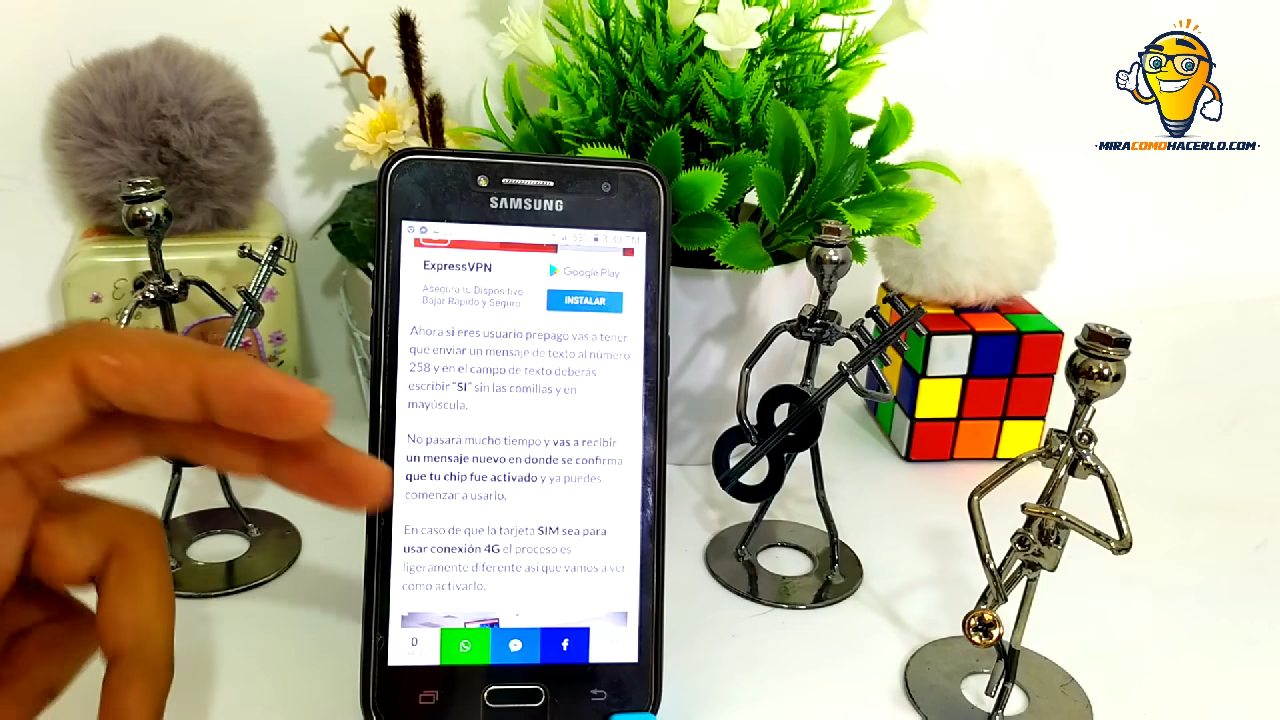 MIRACOMOHACERLO.COM
SAMSUNG
ExpressVPN
Google Play
Asegura tu Dispositivo
Bajar Rapido y Seguro
INSTALAR
Ahora si eres usuario prepago vas a tener
que enviar un mensaje de texto al número
258 y en el campo de texto deberás
escribir "SI" sin las comillas y en
mayúscula.
No pasará mucho tiempo y vas a recibir
un mensaje nuevo en donde se confirma
que tu chip fue activado y ya puedes
comenzar a usarlo.
En caso de que la tarjeta SIM sea para
usar conexión 4G el proceso es
ligeramente diferente así que vamos a ver
como activarlo.
0